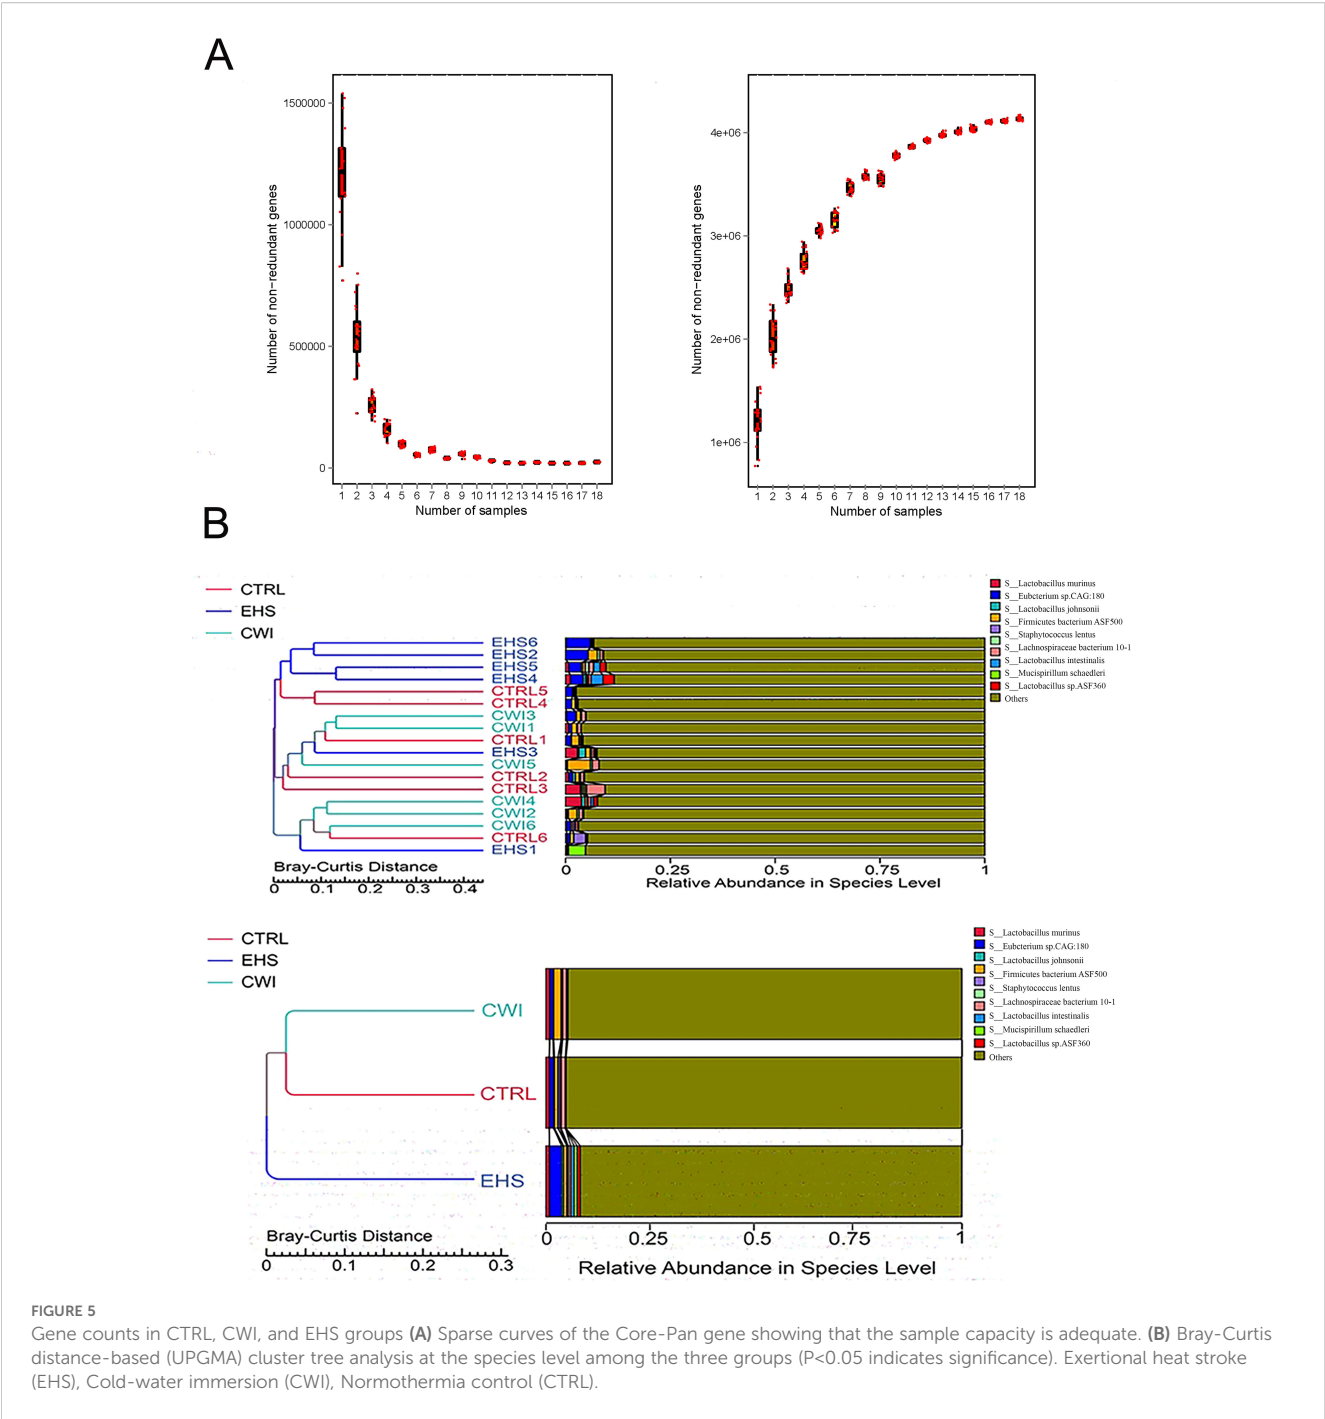 A
1500000
1000000
500000
0
Number of non-redundant genes
1 2 3 4 5 6 7 8 9 10 11 12 13 14 15 16 17 18
Number of samples
4e+06
3e+06
2e+06
1e+06
Number of non-redundant genes
1 2 3 4 5 6 7 8 9 10 11 12 13 14 15 16 17 18
Number of samples
B
CTRL
EHS
CWI
EHS6
EHS2
EHS5
EHS4
CTRL5
CTRL4
CWI3
CWI1
CTRL1
EHS3
CWI5
CTRL2
CTRL3
CWI4
CWI2
CWI6
CTRL6
EHS1
Bray-Curtis Distance
0 0.1 0.2 0.3 0.4
0 0.25 0.5 0.75 1
Relative Abundance in Species Level
S__Lactobacillus murinus
S__Eubcterium sp.CAG:180
S__Lactobacillus johnsonii
S__Firmicutes bacterium ASF500
S__Staphytococcus lentus
S__Lachnospiraceae bacterium 10-1
S__Lactobacillus intestinalis
S__Mucispirillum schaedleri
S__Lactobacillus sp.ASF360
Others
CTRL
EHS
CWI
CWI
CTRL
EHS
Bray-Curtis Distance
0 0.1 0.2 0.3
0 0.25 0.5 0.75 1
Relative Abundance in Species Level
S__Lactobacillus murinus
S__Eubcterium sp.CAG:180
S__Lactobacillus johnsonii
S__Firmicutes bacterium ASF500
S__Staphytococcus lentus
S__Lachnospiraceae bacterium 10-1
S__Lactobacillus intestinalis
S__Mucispirillum schaedleri
S__Lactobacillus sp.ASF360
Others
FIGURE 5
Gene counts in CTRL, CWI, and EHS groups (A) Sparse curves of the Core-Pan gene showing that the sample capacity is adequate. (B) Bray-Curtis
distance-based (UPGMA) cluster tree analysis at the species level among the three groups (P<0.05 indicates significance). Exertional heat stroke
(EHS), Cold-water immersion (CWI), Normothermia control (CTRL).